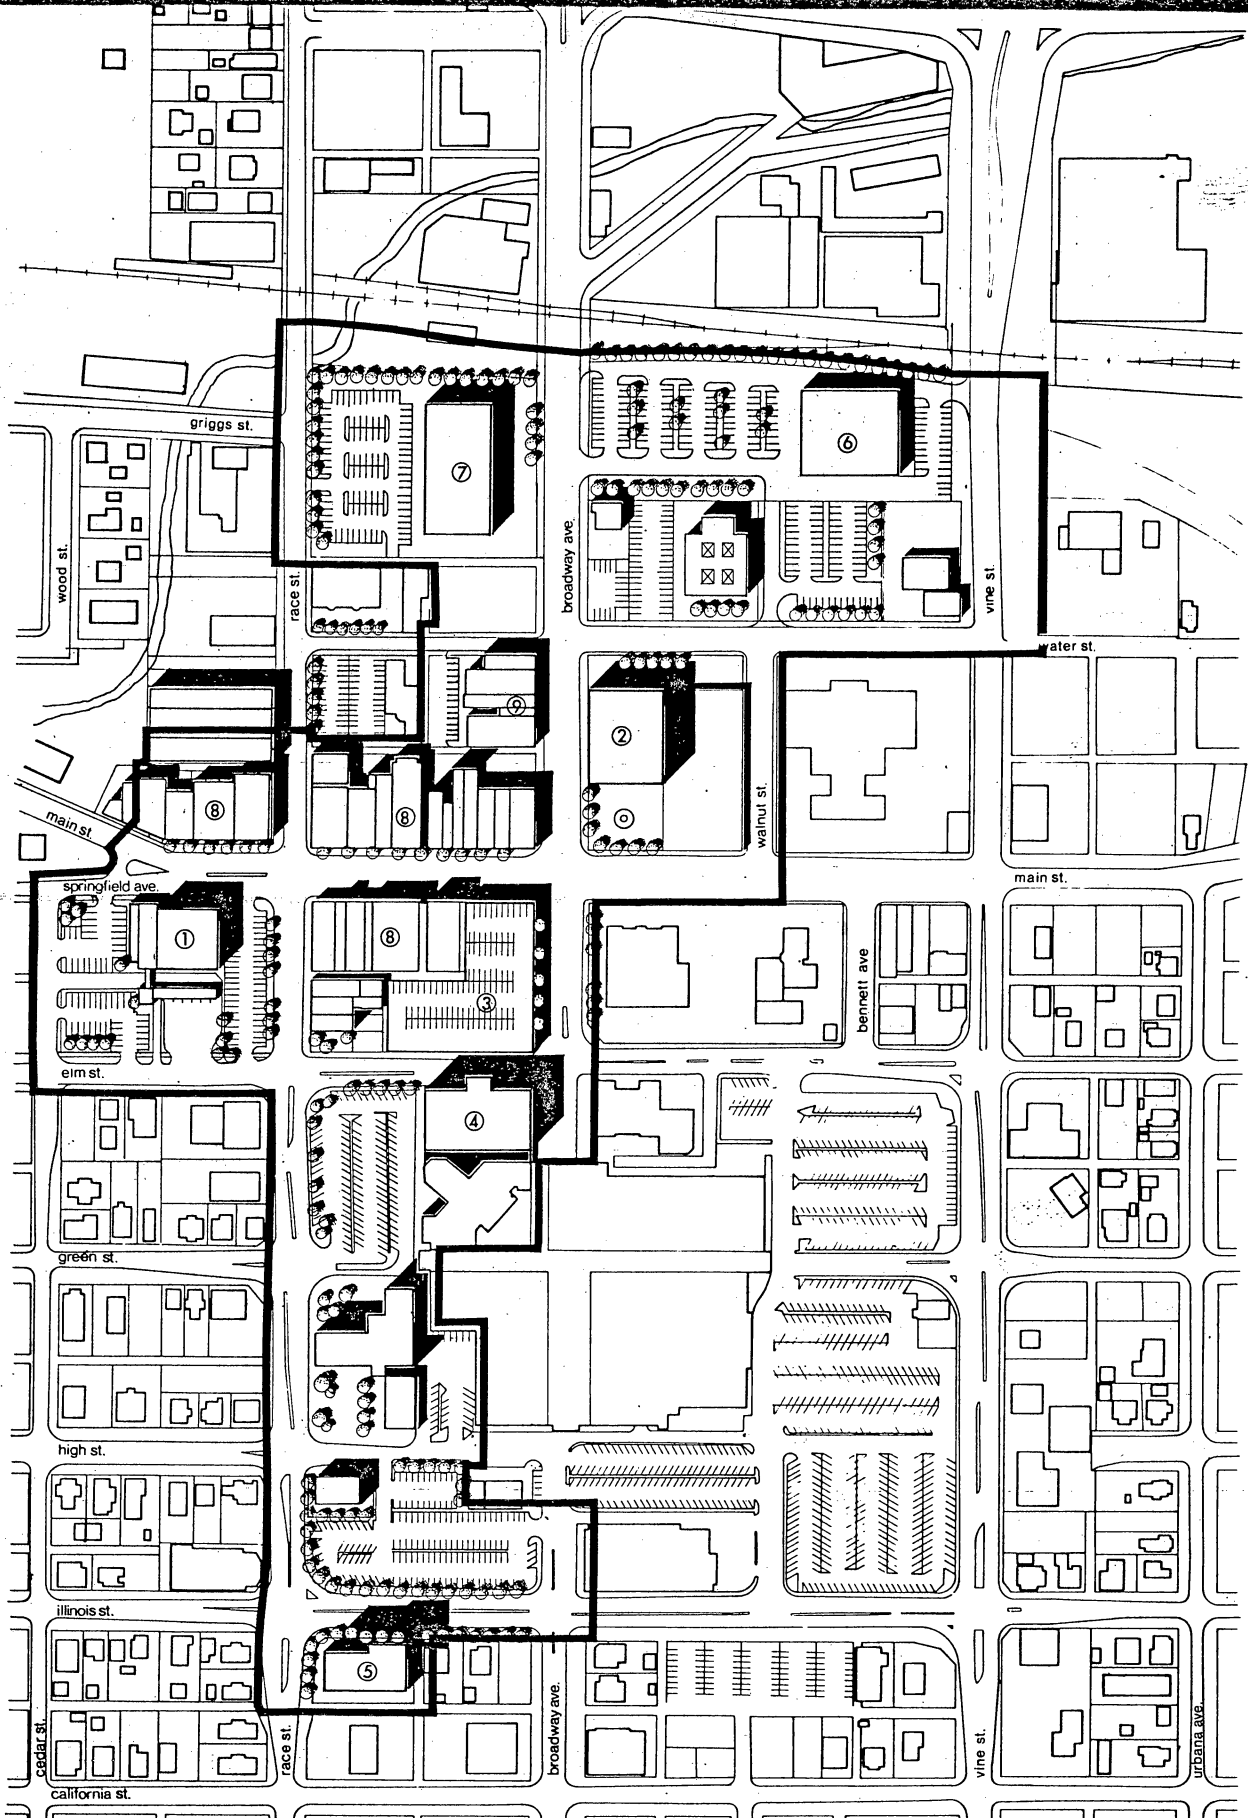 griggs st.
⑦
⑥
wood st.
race st.
broadway ave.
vine st.
water st.
⑨
②
walnut st.
⑧
⑧
main st.
springfield ave.
main st.
①
⑧
bennett ave
③
elm st.
④
green st.
high st.
illinois st.
⑤
cedar st.
race st.
broadway ave.
vine st.
urbana ave.
california st.